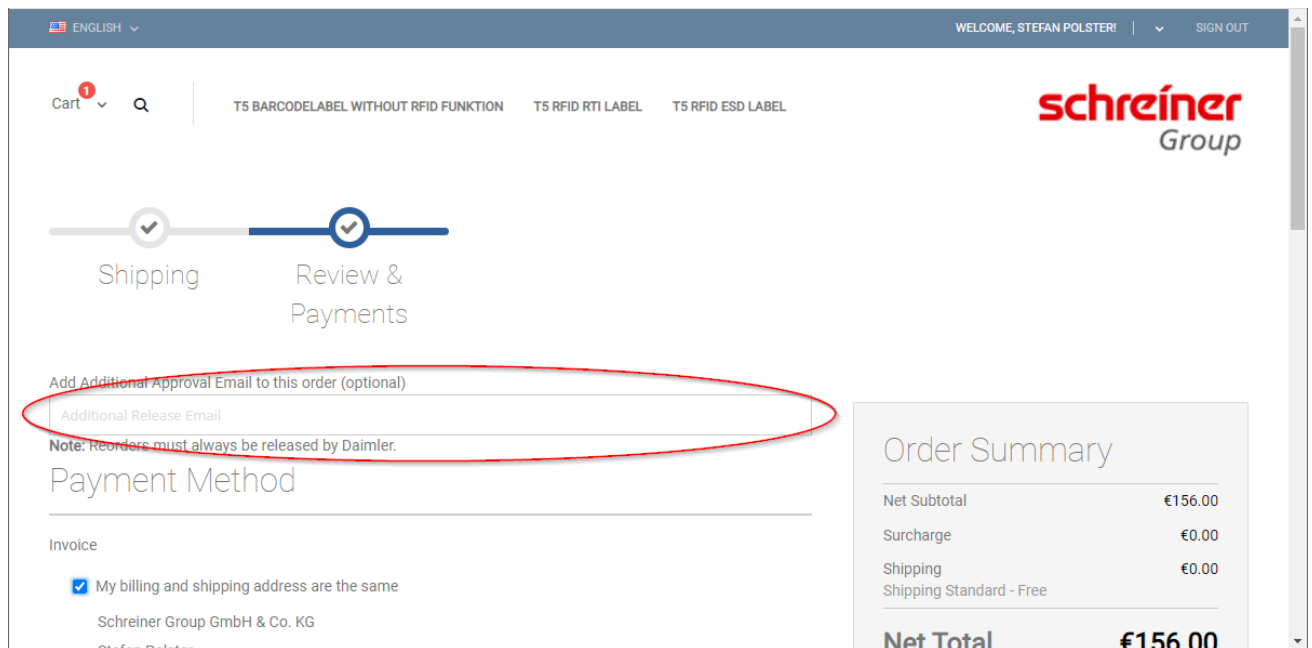 ENGLISH
WELCOME, STEFAN POLSTER!
SIGN OUT
Cart 1
T5 BARCODELABEL WITHOUT RFID FUNKTION
T5 RFID RTI LABEL
T5 RFID ESD LABEL
schreíner
Group
Shipping
Review &
Payments
Add Additional Approval Email to this order (optional)
Additional Release Email
Note: Reorders must always be released by Daimler.
Payment Method
Invoice
My billing and shipping address are the same
Schreiner Group GmbH & Co. KG
Stefan Polster
Order Summary
Net Subtotal €156.00
Surcharge €0.00
Shipping €0.00
Shipping Standard - Free
Net Total €156.00